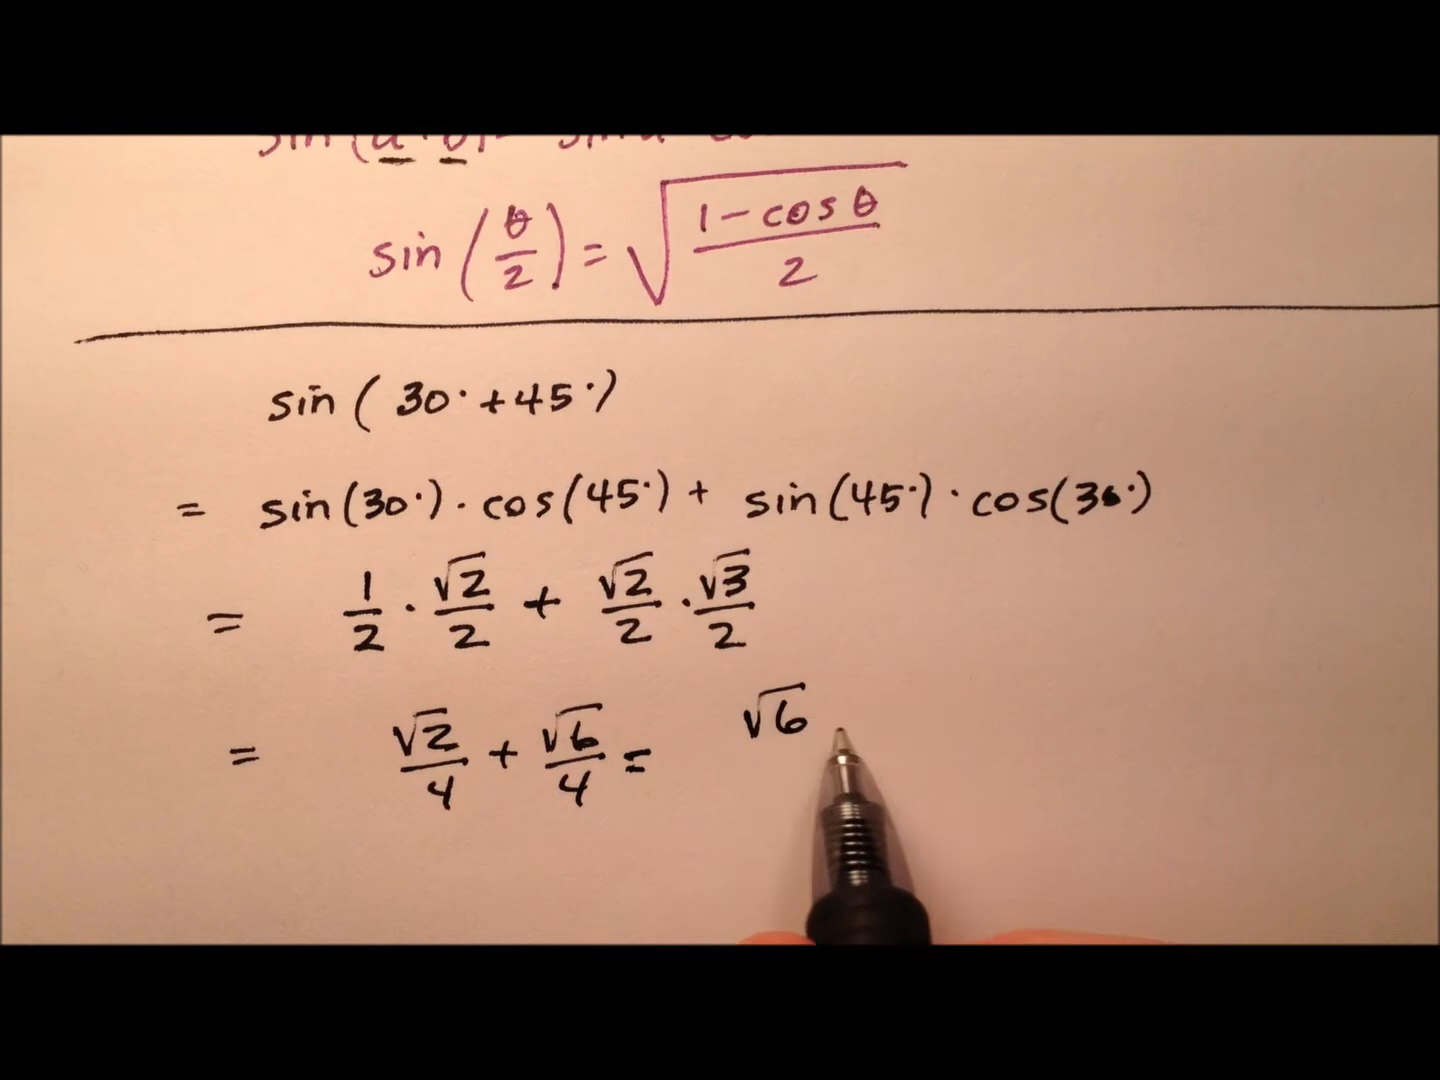 sin(θ/2) = √((1 - cos θ)/2)
sin(30° + 45°)
= sin(30°) · cos(45°) + sin(45°) · cos(30°)
= 1/2 · √2/2 + √2/2 · √3/2
= √2/4 + √6/4 = √6